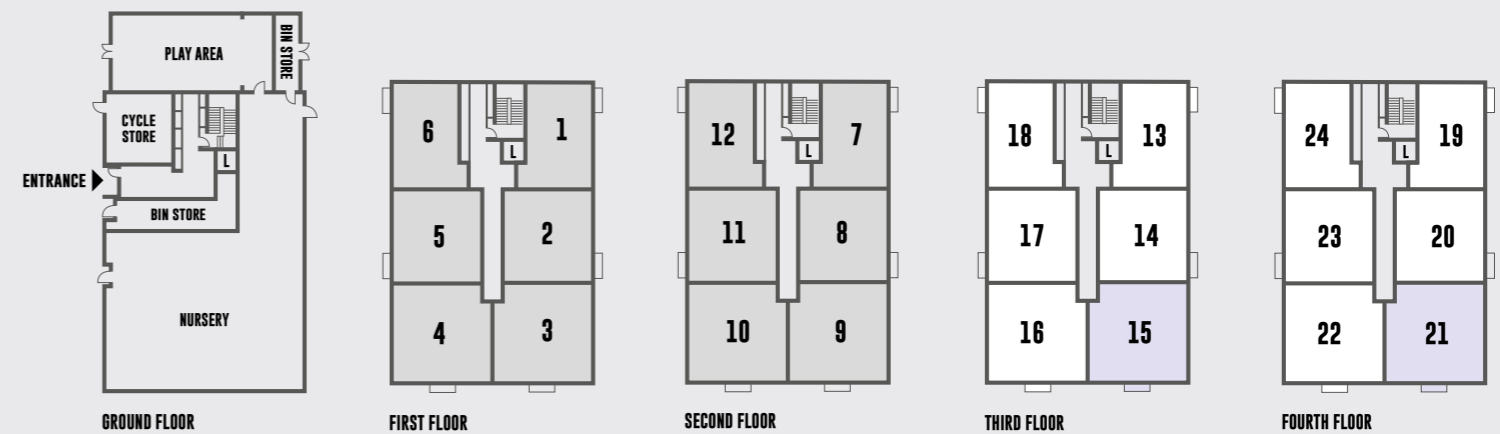 PLAY AREA
BIN STORE
CYCLE
STORE
L
ENTRANCE
BIN STORE
NURSERY
GROUND FLOOR
6
1
L
5
2
4
3
FIRST FLOOR
12
7
L
11
8
10
9
SECOND FLOOR
18
13
L
17
14
16
15
THIRD FLOOR
24
19
L
23
20
22
21
FOURTH FLOOR